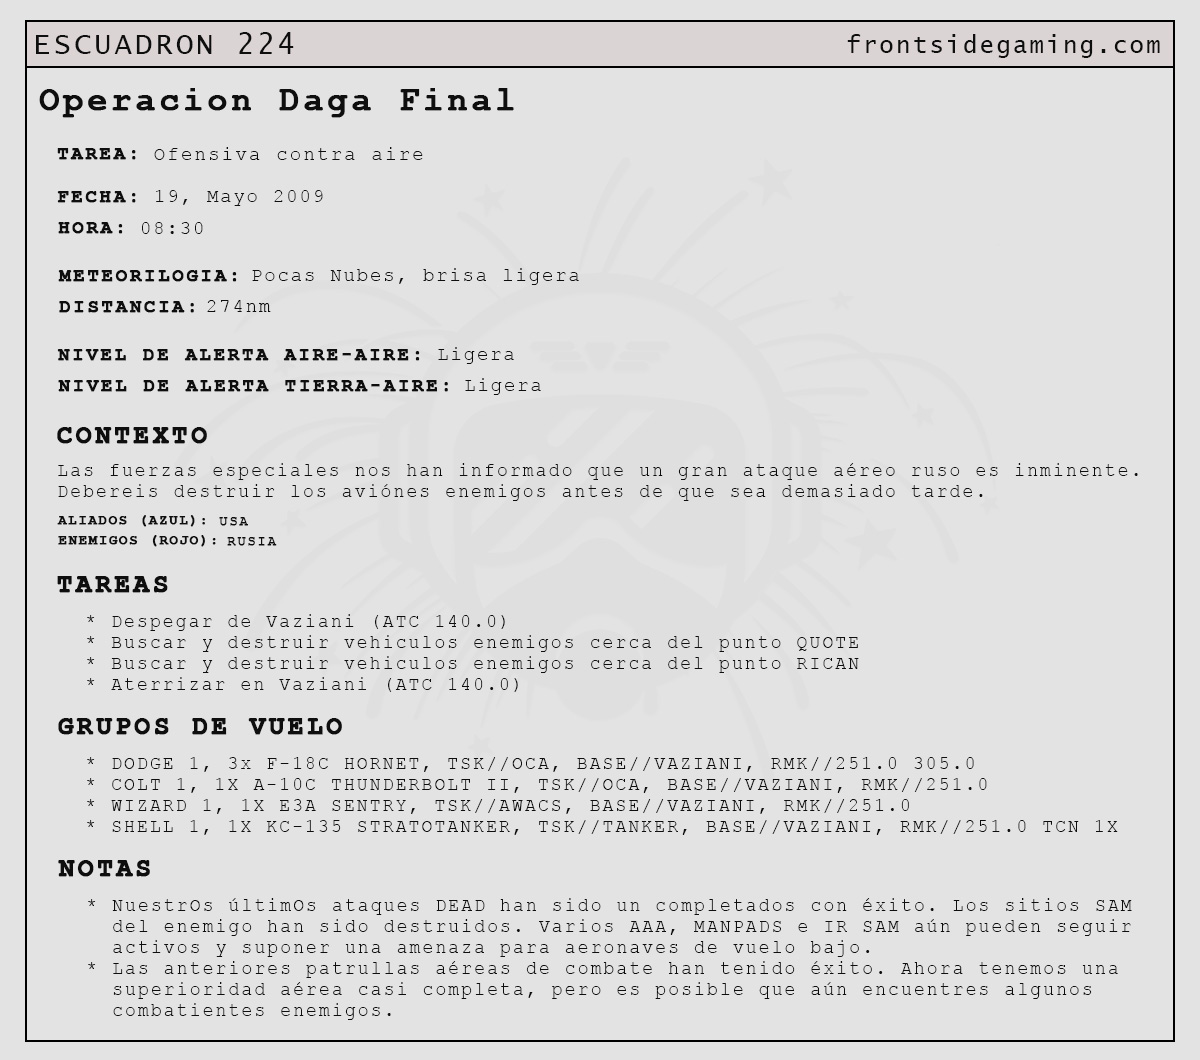 ESCUADRON 224
frontsidegaming.com
Operacion Daga Final
TAREA: Ofensiva contra aire
FECHA: 19, Mayo 2009
HORA: 08:30
METEORILOGIA: Pocas Nubes, brisa ligera
DISTANCIA: 274nm
NIVEL DE ALERTA AIRE-AIRE: Ligera
NIVEL DE ALERTA TIERRA-AIRE: Ligera
CONTEXTO
Las fuerzas especiales nos han informado que un gran ataque aéreo ruso es inminente.
Debereis destruir los aviónes enemigos antes de que sea demasiado tarde.
ALIADOS (AZUL): USA
ENEMIGOS (ROJO): RUSIA
TAREAS
* Despegar de Vaziani (ATC 140.0)
* Buscar y destruir vehiculos enemigos cerca del punto QUOTE
* Buscar y destruir vehiculos enemigos cerca del punto RICAN
* Aterrizar en Vaziani (ATC 140.0)
GRUPOS DE VUELO
* DODGE 1, 3x F-18C HORNET, TSK//OCA, BASE//VAZIANI, RMK//251.0 305.0
* COLT 1, 1X A-10C THUNDERBOLT II, TSK//OCA, BASE//VAZIANI, RMK//251.0
* WIZARD 1, 1X E3A SENTRY, TSK//AWACS, BASE//VAZIANI, RMK//251.0
* SHELL 1, 1X KC-135 STRATOTANKER, TSK//TANKER, BASE//VAZIANI, RMK//251.0 TCN 1X
NOTAS
* NuestrOs últimOs ataques DEAD han sido un completados con éxito. Los sitios SAM
del enemigo han sido destruidos. Varios AAA, MANPADS e IR SAM aún pueden seguir
activos y suponer una amenaza para aeronaves de vuelo bajo.
* Las anteriores patrullas aéreas de combate han tenido éxito. Ahora tenemos una
superioridad aérea casi completa, pero es posible que aún encuentres algunos
combatientes enemigos.